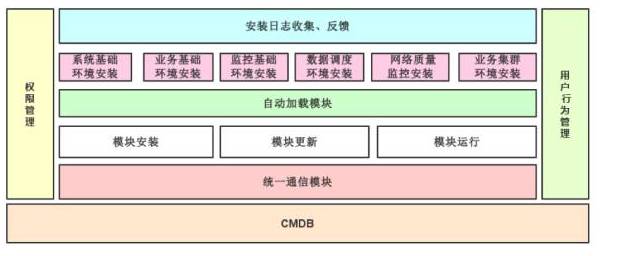 安装日志收集、反馈
系统基础
环境安装
业务基础
环境安装
监控基础
环境安装
数据调度
环境安装
网络质量
监控安装
业务集群
环境安装
权限管理
自动加载模块
用户行为管理
模块安装
模块更新
模块运行
统一通信模块
CMDB